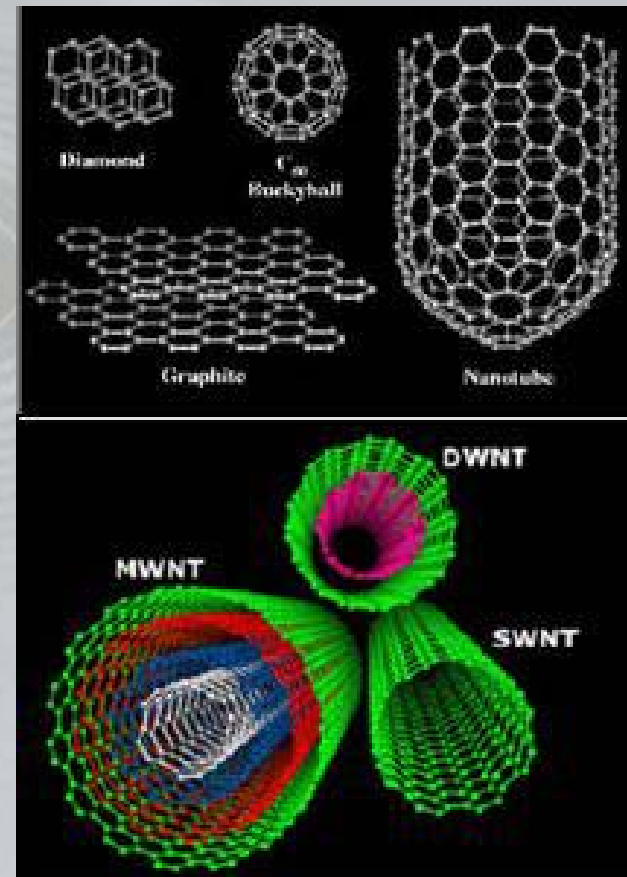 Diamond
C₆₀
Buckyball
Graphite
Nanotube
DWNT
MWNT
SWNT